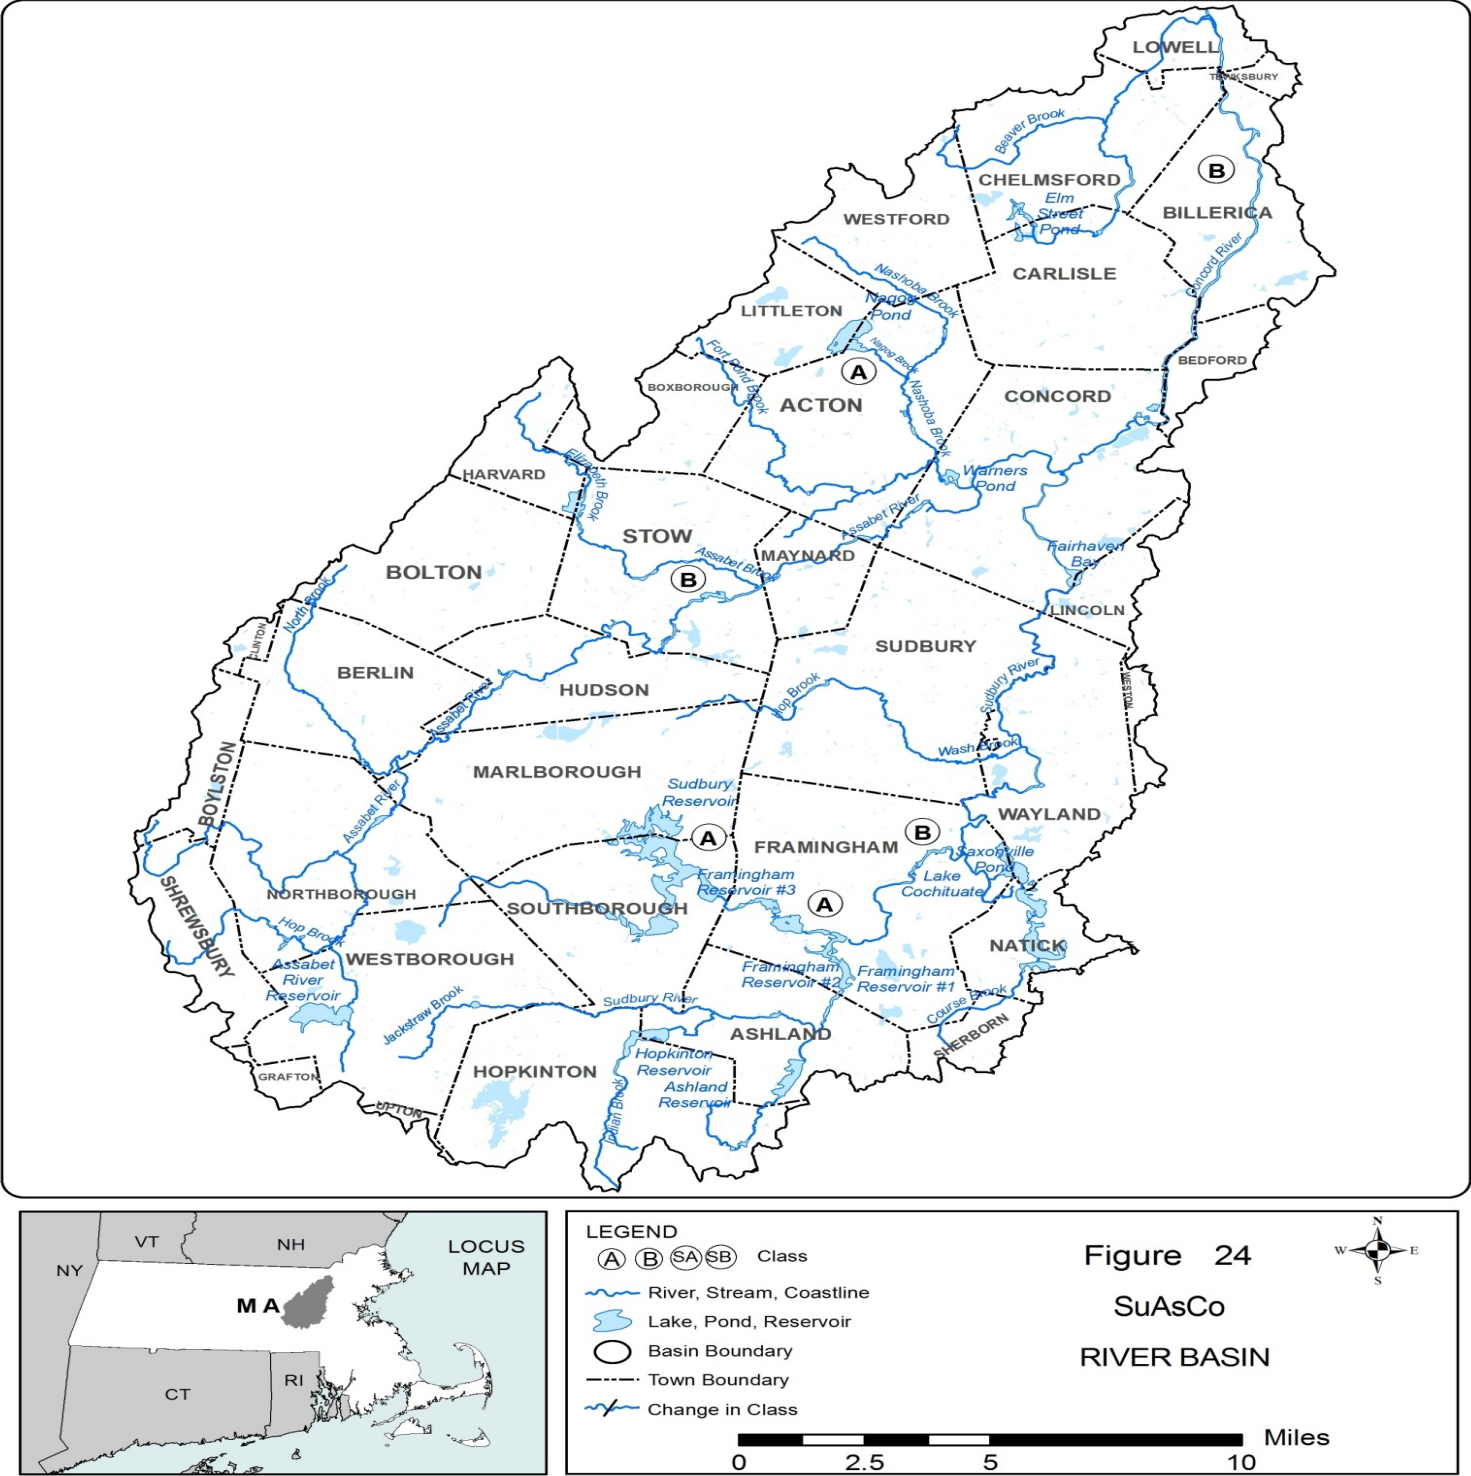 LOWELL
TEWKSBURY
Beaver Brook
CHELMSFORD
B
Elm
Street
Pond
BILLERICA
WESTFORD
Concord River
CARLISLE
Nashoba Brook
Nagog
Pond
LITTLETON
Nagog Brook
Fort Pond Brook
BEDFORD
A
BOXBOROUGH
ACTON
Nashoba Brook
CONCORD
HARVARD
Elizabeth Brook
Warners
Pond
Assabet River
STOW
Assabet Brook
MAYNARD
Fairhaven
Bay
BOLTON
B
North Brook
LINCOLN
CLINTON
SUDBURY
BERLIN
Sudbury River
WESTON
HUDSON
Hop Brook
Assabet River
Wash Brook
BOYLSTON
MARLBOROUGH
Sudbury
Reservoir
Assabet River
WAYLAND
A
FRAMINGHAM
B
Saxonville
Pond
Framingham
Reservoir #3
Lake
Cochituate
SHREWSBURY
NORTHBOROUGH
SOUTHBOROUGH
A
Hop Brook
NATICK
WESTBOROUGH
Assabet
River
Reservoir
Framingham
Reservoir #2
Framingham
Reservoir #1
Jackstraw Brook
Sudbury River
Course Brook
ASHLAND
SHERBORN
HOPKINTON
Hopkinton
Reservoir
Ashland
Reservoir
GRAFTON
UPTON
Indian Brook
NY
VT
NH
LOCUS
MAP
MA
CT
RI
LEGEND
A B SA SB Class
River, Stream, Coastline
Lake, Pond, Reservoir
Basin Boundary
Town Boundary
Change in Class
Figure 24
SuAsCo
RIVER BASIN
N
W E
S
Miles
0 2.5 5 10